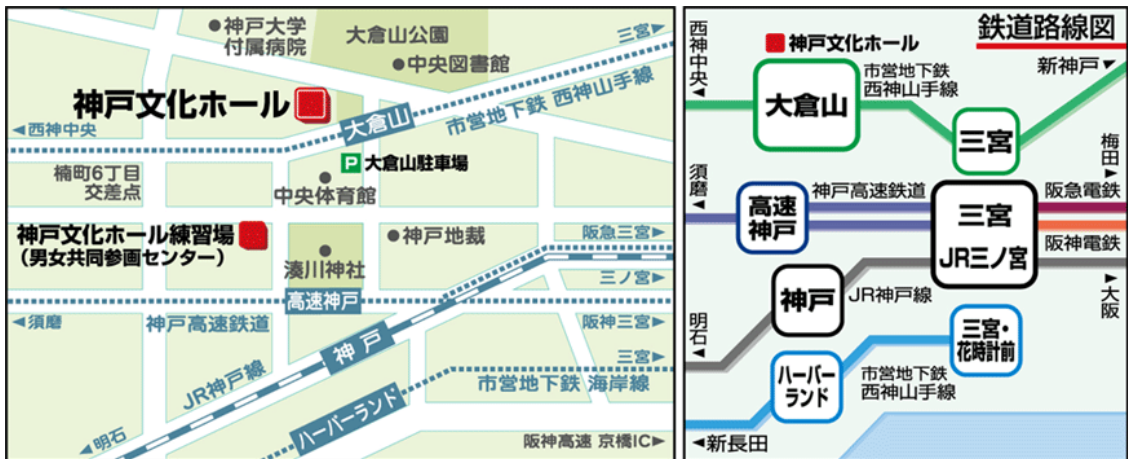 神戸大学
付属病院
大倉山公園
中央図書館
三宮▶
神戸文化ホール
大倉山
市営地下鉄 西神山手線
◀西神中央
P 大倉山駐車場
楠町6丁目
交差点
中央体育館
神戸文化ホール練習場
(男女共同参画センター)
神戸地裁
湊川神社
阪急三宮▶
三ノ宮▶
高速神戸
◀須磨
神戸高速鉄道
阪神三宮▶
神戸
三宮▶
JR神戸線
市営地下鉄 海岸線
ハーバーランド
◀明石
阪神高速 京橋IC▶
鉄道路線図
西神中央
神戸文化ホール
新神戸
大倉山
市営地下鉄
西神山手線
三宮
梅田
須磨
神戸高速鉄道
阪急電鉄
高速
神戸
三宮
JR三ノ宮
阪神電鉄
神戸
JR神戸線
大阪
明石
三宮・
花時計前
ハーバー
ランド
市営地下鉄
西神山手線
◀新長田